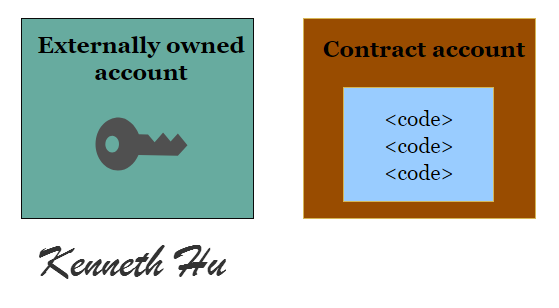 Externally owned
account
Contract account
<code>
<code>
<code>
Kenneth Hu